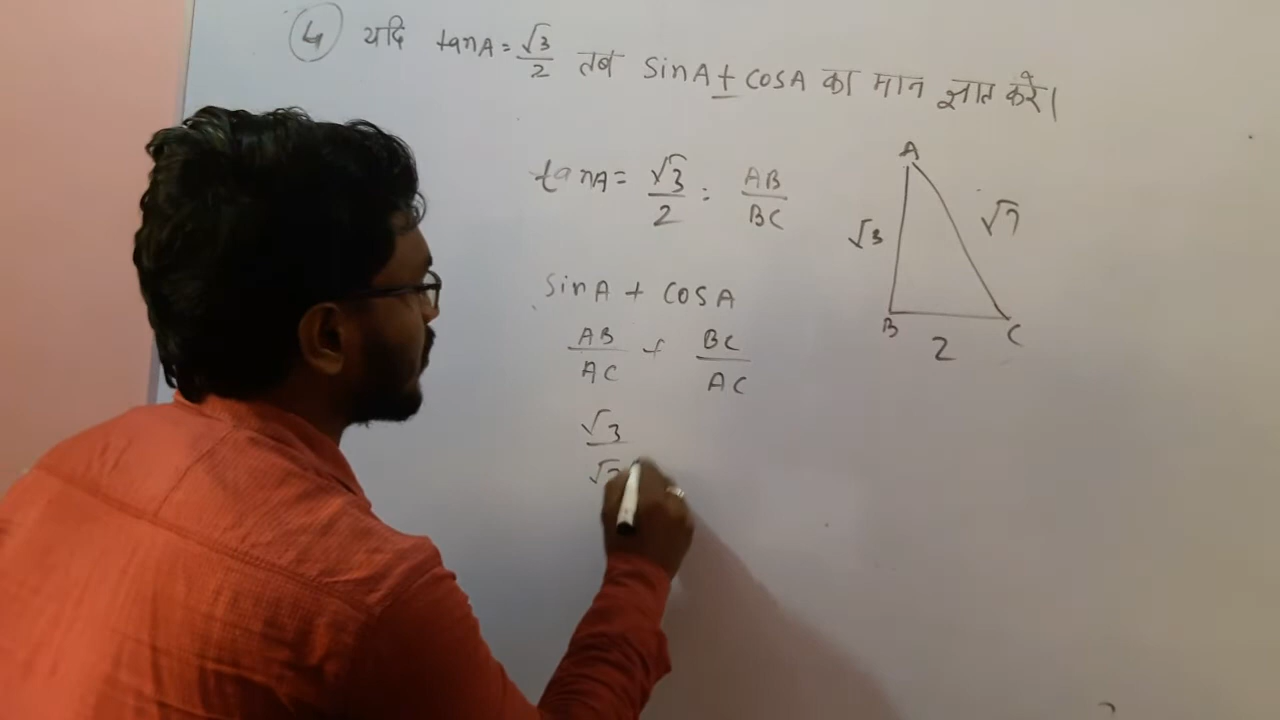 ④ यदि tanA = √3/2 तब sinA + cosA का मान ज्ञात करें।
tanA = √3/2 = AB/BC
A
√3
√7
B
2
C
sinA + cosA
AB/AC + BC/AC
√3